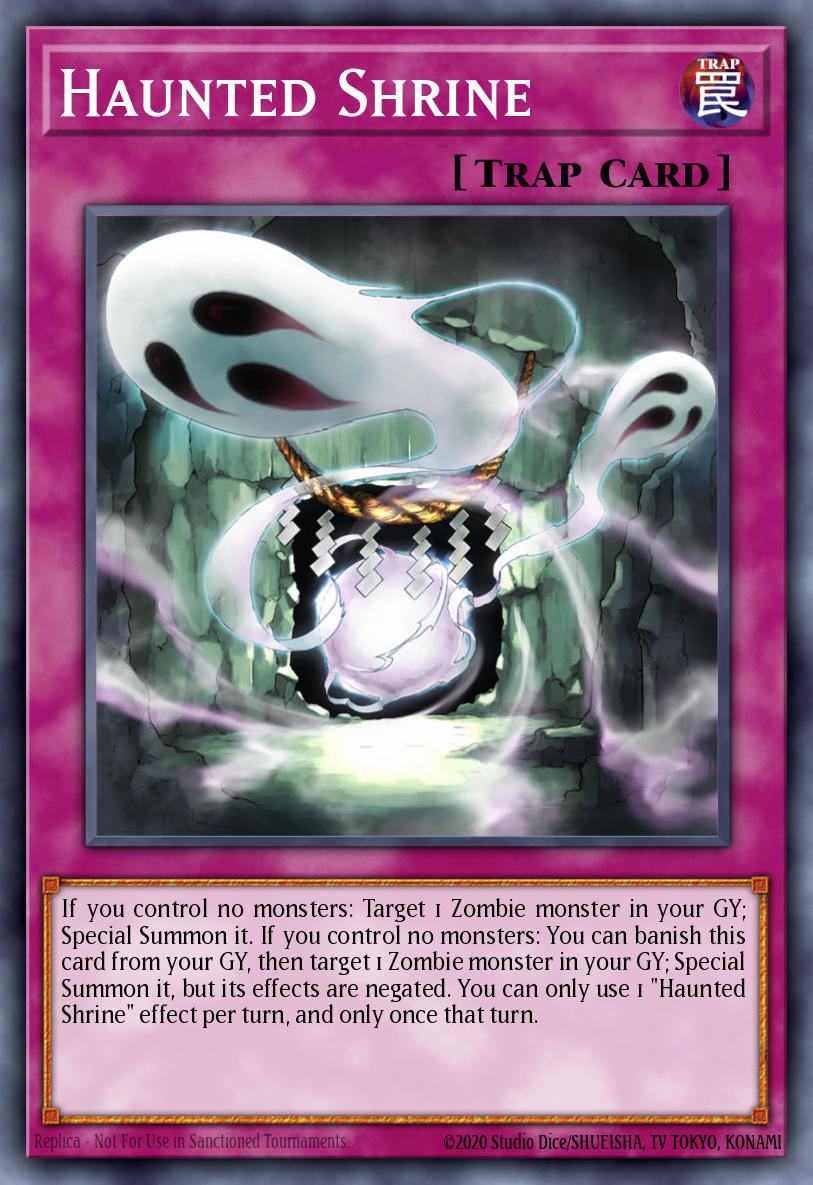 Haunted Shrine
TRAP
罠
[Trap Card]
If you control no monsters: Target 1 Zombie monster in your GY;
Special Summon it. If you control no monsters: You can banish this
card from your GY, then target 1 Zombie monster in your GY; Special
Summon it, but its effects are negated. You can only use 1 "Haunted
Shrine" effect per turn, and only once that turn.
Replica - Not For Use in Sanctioned Tournaments.
©2020 Studio Dice/SHUEISHA, TV TOKYO, KONAMI